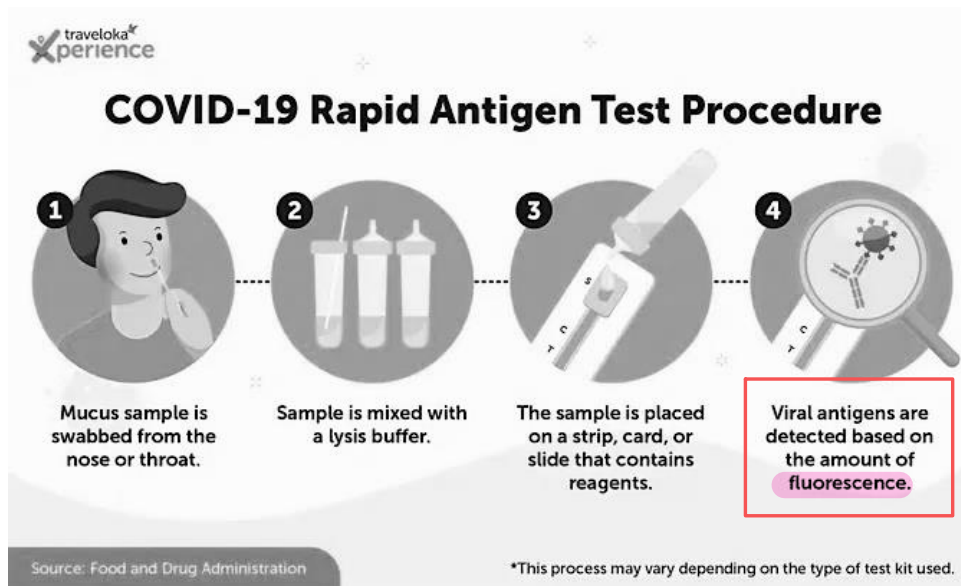 traveloka
Xperience
COVID-19 Rapid Antigen Test Procedure
1
Mucus sample is
swabbed from the
nose or throat.
2
Sample is mixed with
a lysis buffer.
3
S
C
T
The sample is placed
on a strip, card, or
slide that contains
reagents.
4
C
T
Viral antigens are
detected based on
the amount of
fluorescence.
Source: Food and Drug Administration
*This process may vary depending on the type of test kit used.